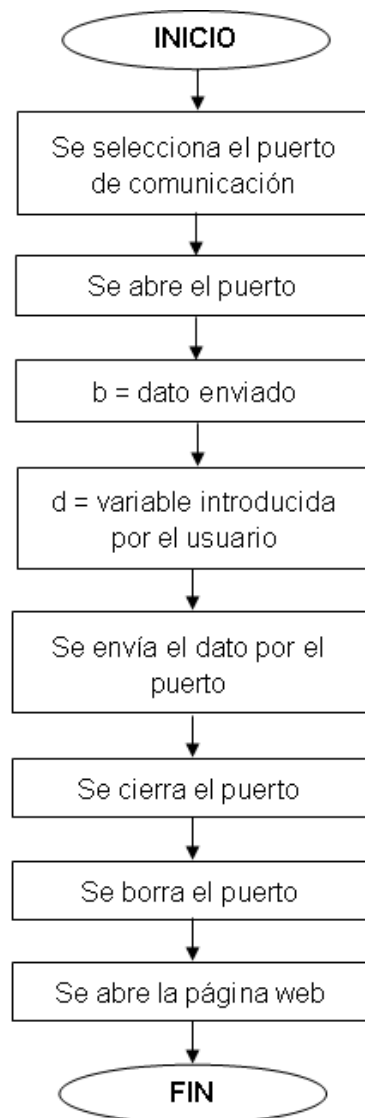 INICIO
Se selecciona el puerto
de comunicación
Se abre el puerto
b = dato enviado
d = variable introducida
por el usuario
Se envía el dato por el
puerto
Se cierra el puerto
Se borra el puerto
Se abre la página web
FIN